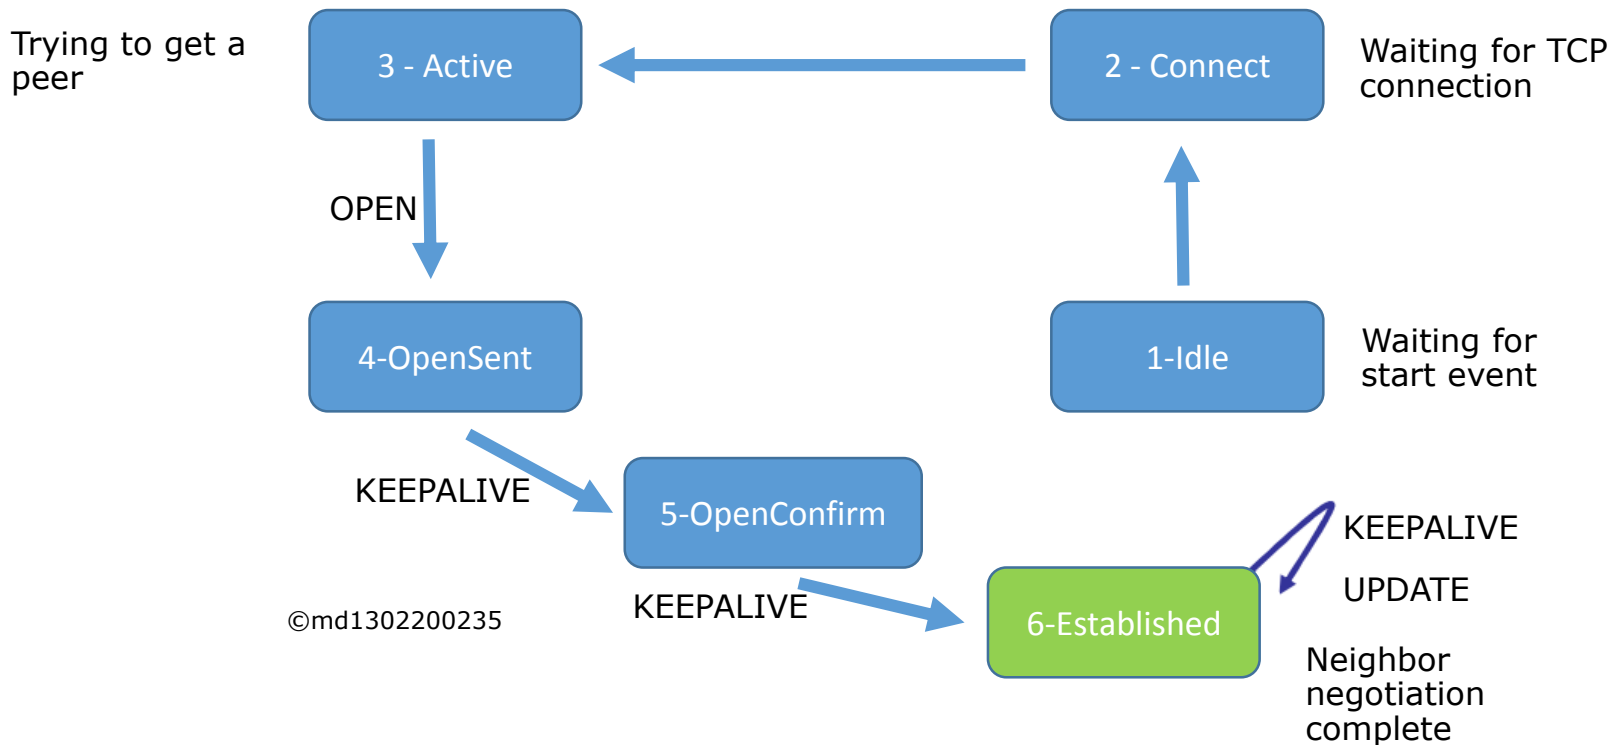 Trying to get a
peer
3 - Active
2 - Connect
Waiting for TCP
connection
OPEN
4-OpenSent
1-Idle
Waiting for
start event
KEEPALIVE
5-OpenConfirm
KEEPALIVE
UPDATE
KEEPALIVE
6-Established
©md1302200235
Neighbor
negotiation
complete